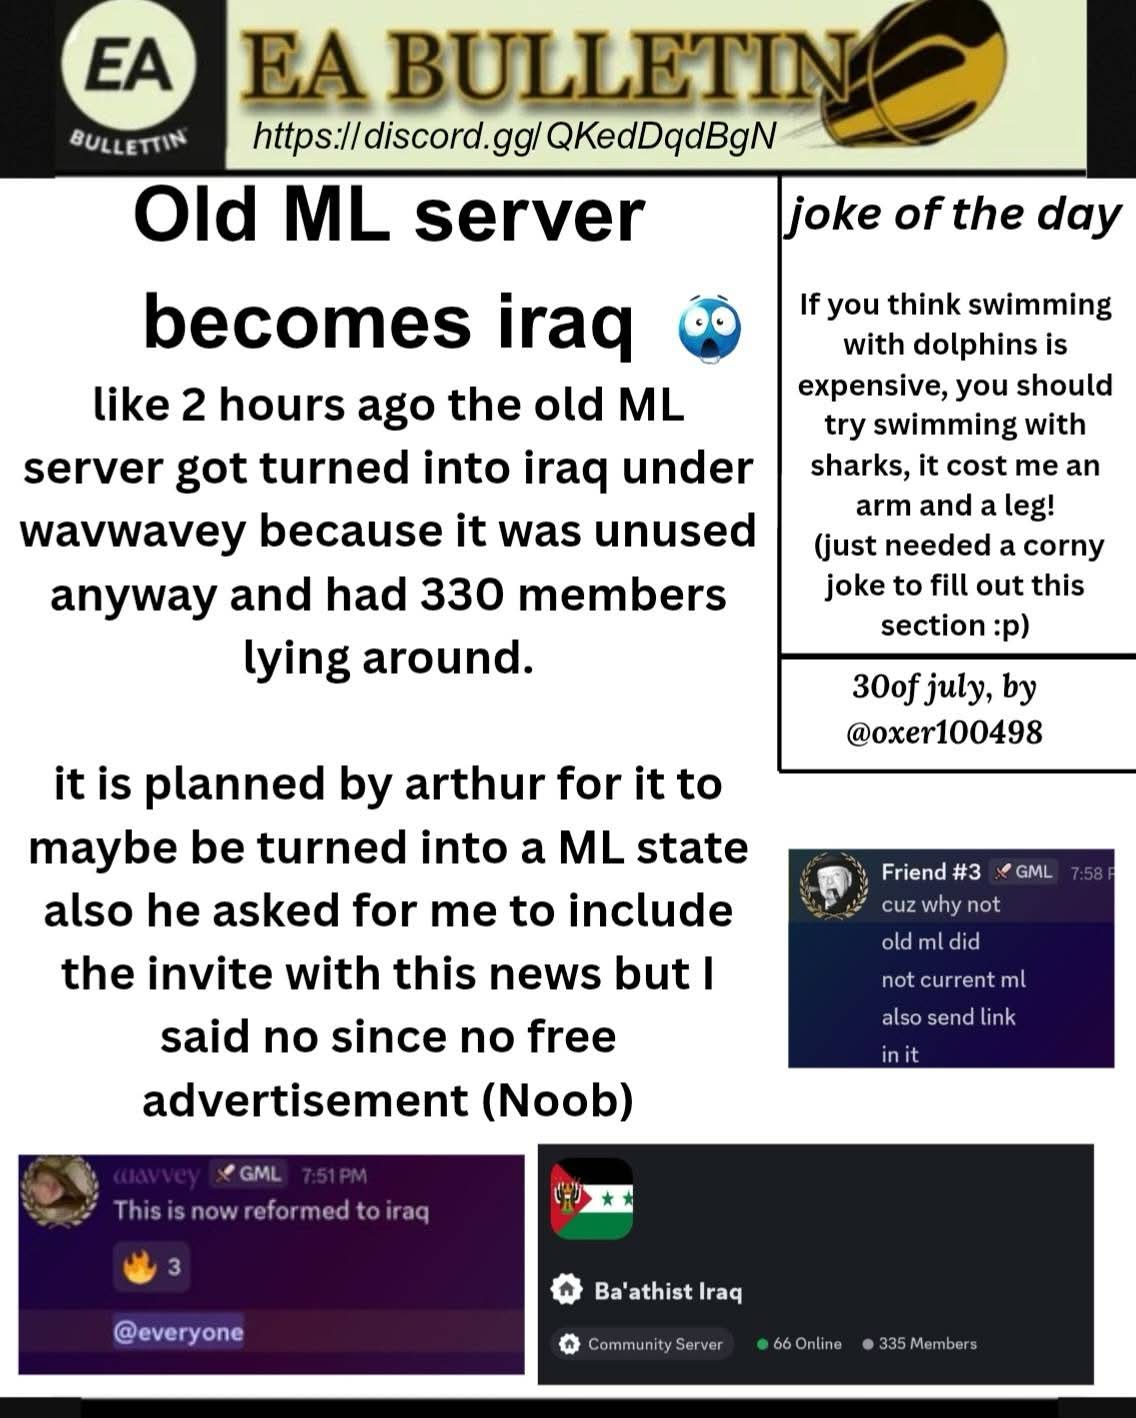 EA
BULLETIN
EA BULLETIN
https://discord.gg/QKedDqdBgN
Old ML server
becomes iraq
like 2 hours ago the old ML
server got turned into iraq under
wavwavey because it was unused
anyway and had 330 members
lying around.
it is planned by arthur for it to
maybe be turned into a ML state
also he asked for me to include
the invite with this news but I
said no since no free
advertisement (Noob)
joke of the day
If you think swimming
with dolphins is
expensive, you should
try swimming with
sharks, it cost me an
arm and a leg!
(just needed a corny
joke to fill out this
section :p)
30of july, by
@oxer100498
Friend #3 GML 7:58
cuz why not
old ml did
not current ml
also send link
in it
wavvey GML 7:51 PM
This is now reformed to iraq
3
@everyone
Ba'athist Iraq
Community Server 66 Online 335 Members